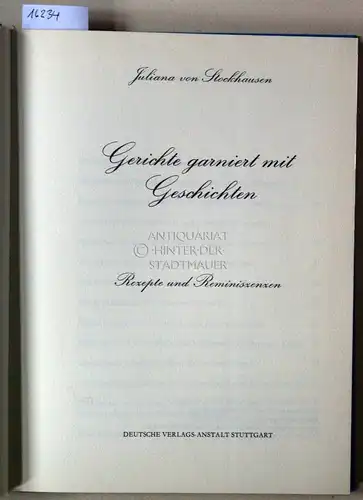 16234
Juliana von Stockhausen
Gerichte garniert mit
Geschichten
ANTIQUARIAT
© HINTER DER
STADTMAUER
Rezepte und Reminiszenzen
DEUTSCHE VERLAGS ANSTALT STUTTGART